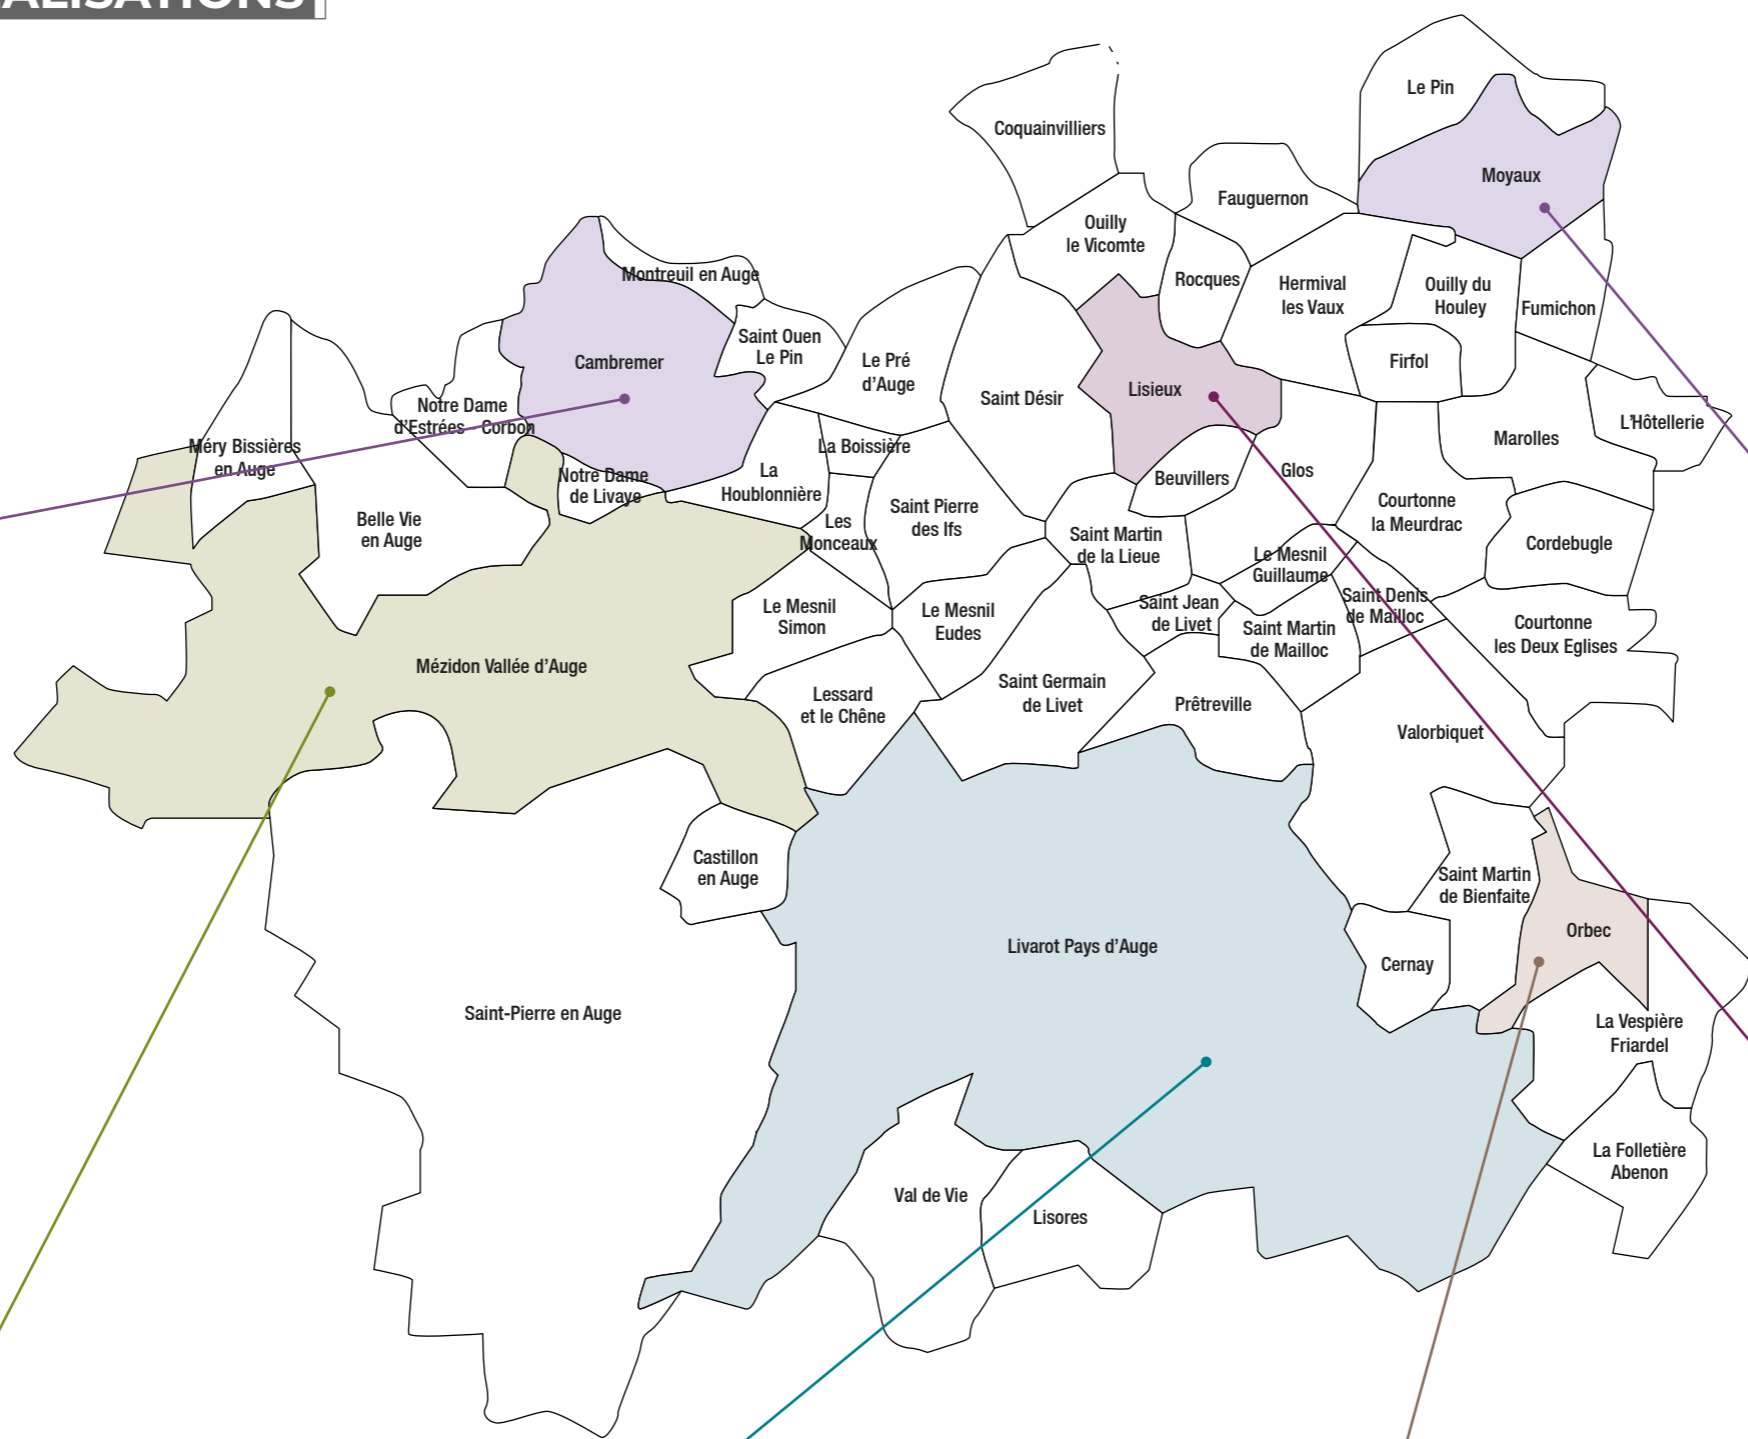 ALISATIONS
Le Pin
Coquainvilliers
Moyaux
Fauguernon
Ouilly
le Vicomte
Montreuil en Auge
Rocques
Hermival
les Vaux
Ouilly du
Houley
Fumichon
Saint Ouen
Le Pin
Cambremer
Le Pré
d'Auge
Firfol
Lisieux
Saint Désir
Notre Dame
d'Estrées - Corbon
L'Hôtellerie
Marolles
Méry Bissières
en Auge
La Boissière
La
Houblonnière
Notre Dame
de Livaye
Beuvillers
Glos
Courtonne
la Meurdrac
Belle Vie
en Auge
Les
Monceaux
Saint Pierre
des Ifs
Saint Martin
de la Lieue
Le Mesnil
Guillaume
Cordebugle
Le Mesnil
Simon
Le Mesnil
Eudes
Saint Jean
de Livet
Saint Martin
de Mailloc
Saint Denis
de Mailloc
Courtonne
les Deux Eglises
Mézidon Vallée d'Auge
Lessard
et le Chêne
Saint Germain
de Livet
Prêtreville
Valorbiquet
Castillon
en Auge
Saint Martin
de Bienfaite
Orbec
Livarot Pays d'Auge
Cernay
Saint-Pierre en Auge
La Vespière
Friardel
La Folletière
Abenon
Val de Vie
Lisores